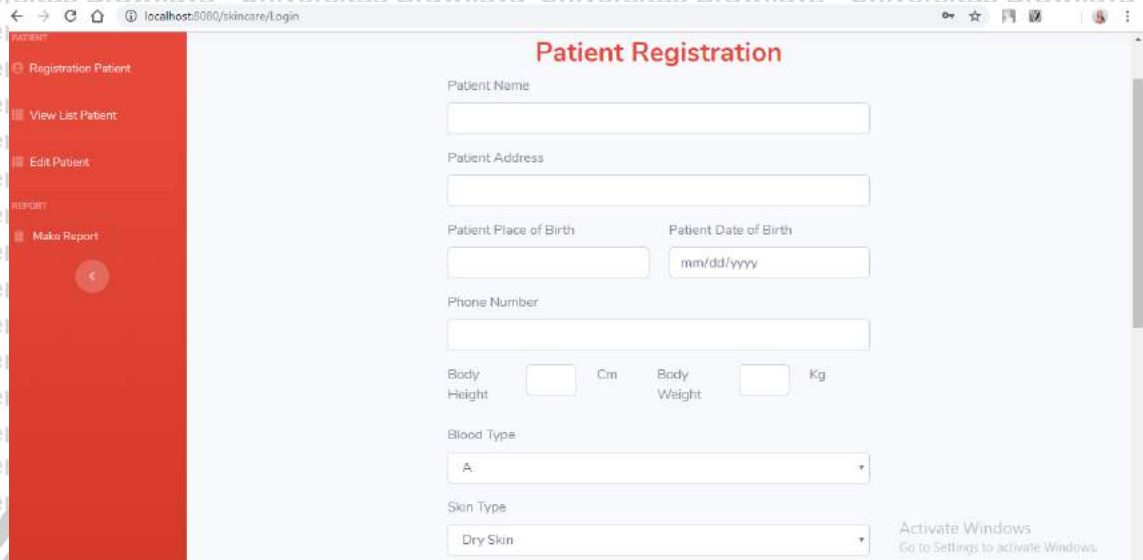 localhost:8080/skincare/Login
PATIENT
Registration Patient
View List Patient
Edit Patient
REPORT
Make Report
Patient Registration
Patient Name
Patient Address
Patient Place of Birth Patient Date of Birth
mm/dd/yyyy
Phone Number
Body Height Cm Body Weight Kg
Blood Type
A
Skin Type
Dry Skin
Activate Windows
Go to Settings to activate Windows.